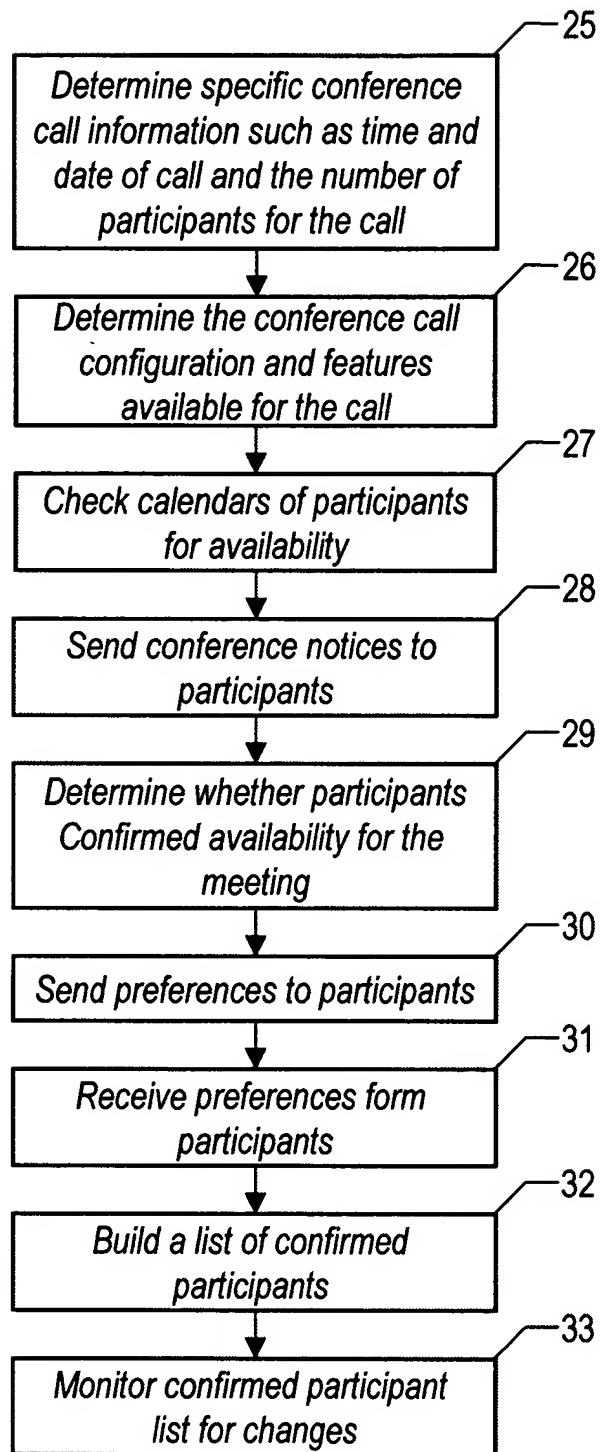 25
Determine specific conference
call information such as time and
date of call and the number of
participants for the call
26
Determine the conference call
configuration and features
available for the call
27
Check calendars of participants
for availability
28
Send conference notices to
participants
29
Determine whether participants
Confirmed availability for the
meeting
30
Send preferences to participants
31
Receive preferences form
participants
32
Build a list of confirmed
participants
33
Monitor confirmed participant
list for changes